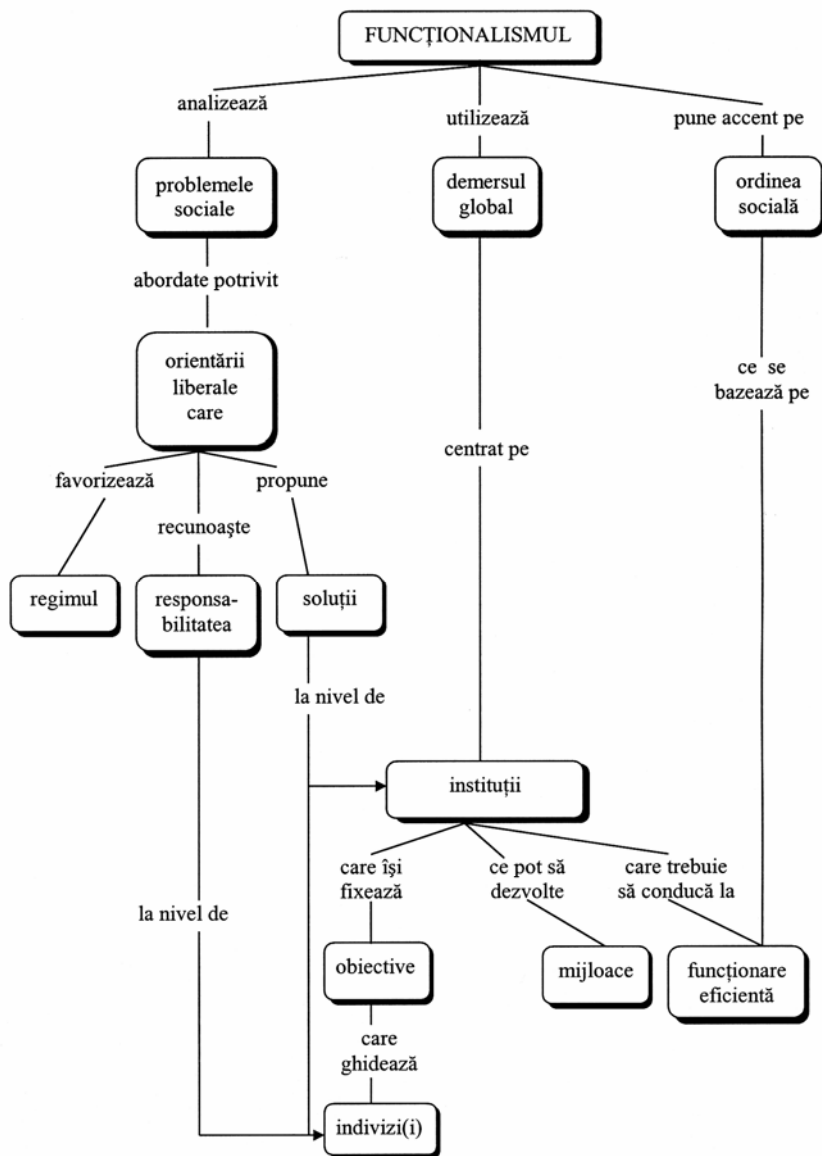 FUNCȚIONALISMUL
analizează
utilizează
pune accent pe
problemele
sociale
demersul
global
ordinea
socială
abordate potrivit
orientării
liberale
care
ce se
bazează pe
centrat pe
favorizează
propune
recunoaşte
regimul
responsa-
bilitatea
soluții
la nivel de
instituții
care îşi
fixează
ce pot să
dezvolte
care trebuie
să conducă la
la nivel de
obiective
mijloace
funcționare
eficientă
care
ghidează
indivizi(i)